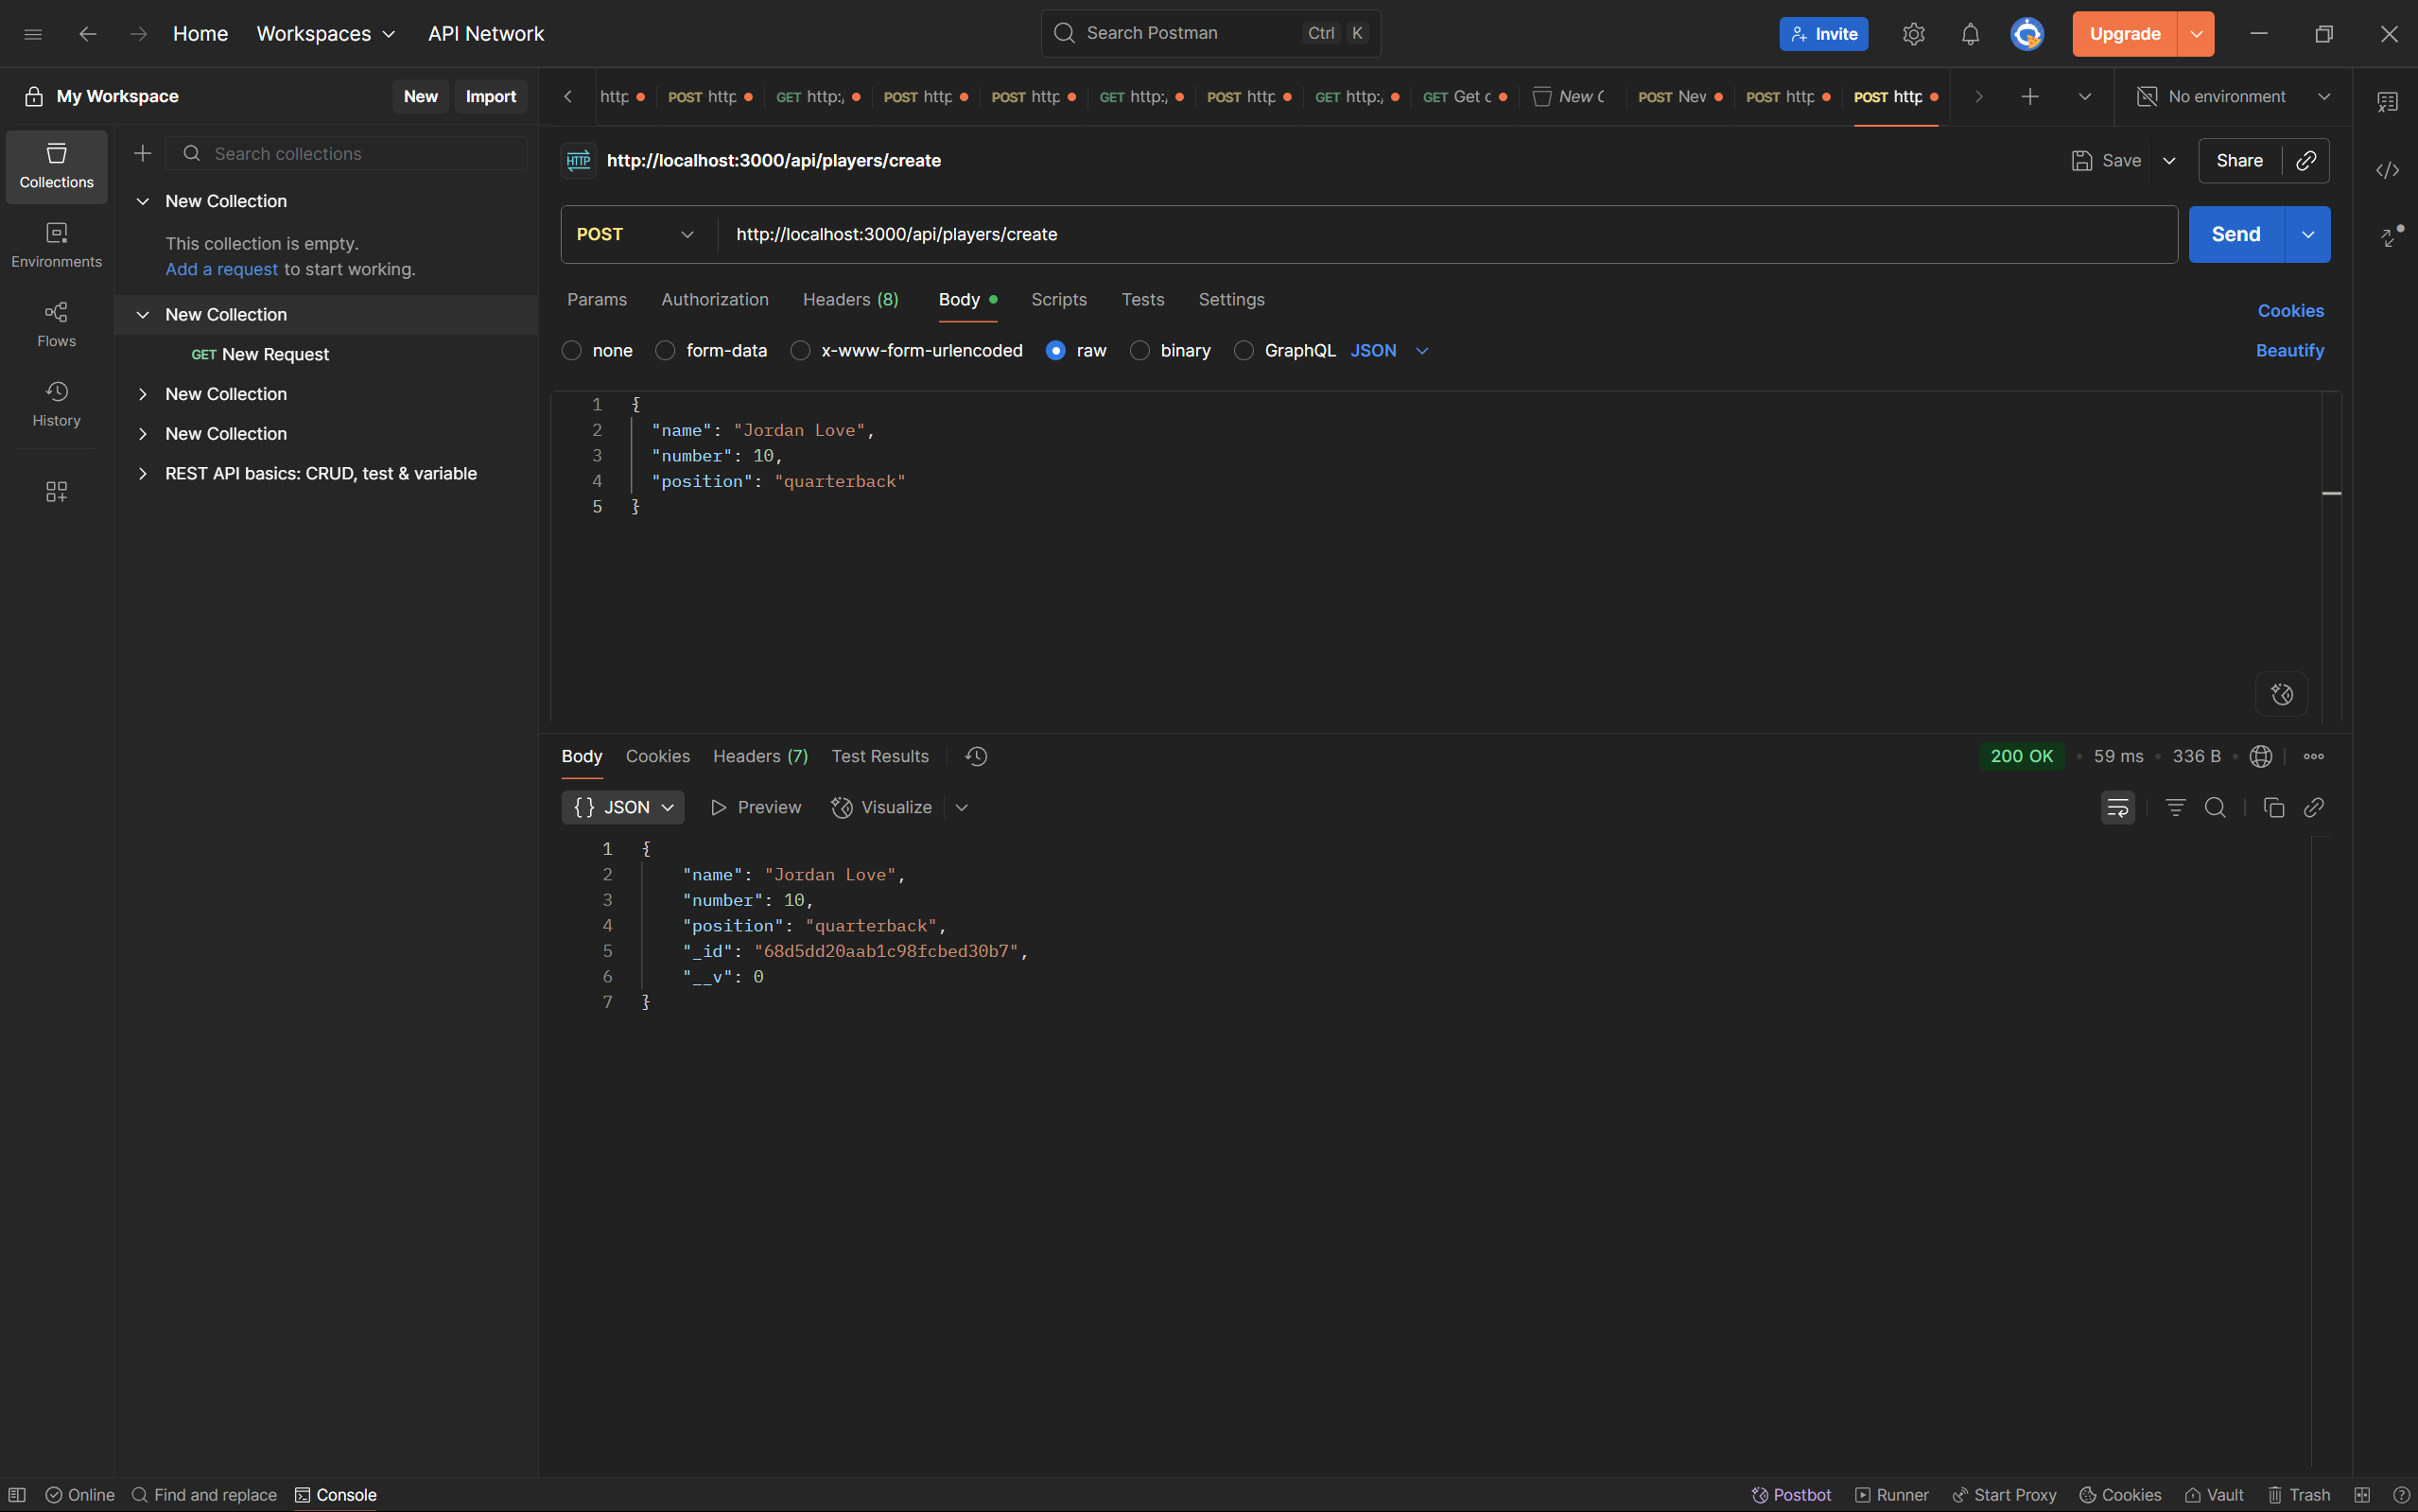 Home Workspaces API Network Search Postman Ctrl K Invite Upgrade
My Workspace New Import
http POST http GET http:/ POST http POST http GET http:/ POST http GET http:/ GET Get c New C POST Nev POST http POST http No environment
Collections
Environments
Flows
History
Search collections
New Collection
This collection is empty.
Add a request to start working.
New Collection
GET New Request
New Collection
New Collection
REST API basics: CRUD, test & variable
HTTP http://localhost:3000/api/players/create Save Share
POST http://localhost:3000/api/players/create Send
Params Authorization Headers (8) Body Scripts Tests Settings Cookies
none form-data x-www-form-urlencoded raw binary GraphQL JSON Beautify
1 {
2 "name": "Jordan Love",
3 "number": 10,
4 "position": "quarterback"
5 }
Body Cookies Headers (7) Test Results 200 OK • 59 ms • 336 B
{} JSON Preview Visualize
1 {
2 "name": "Jordan Love",
3 "number": 10,
4 "position": "quarterback",
5 "_id": "68d5dd20aab1c98fcbed30b7",
6 "__v": 0
7 }
Online Find and replace Console Postbot Runner Start Proxy Cookies Vault Trash